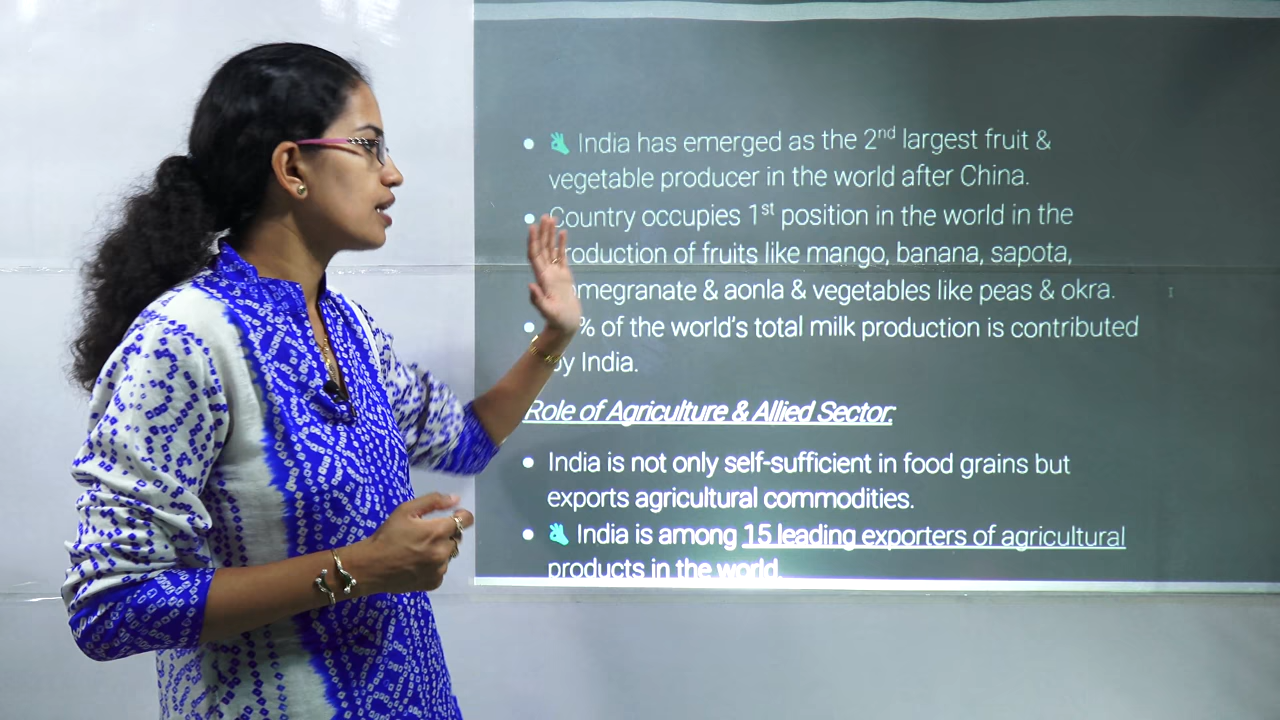 • India has emerged as the 2nd largest fruit &
vegetable producer in the world after China.
• Country occupies 1st position in the world in the
production of fruits like mango, banana, sapota,
pomegranate & aonla & vegetables like peas & okra.
• % of the world's total milk production is contributed
by India.
Role of Agriculture & Allied Sector:
• India is not only self-sufficient in food grains but
exports agricultural commodities.
• India is among 15 leading exporters of agricultural
products in the world.